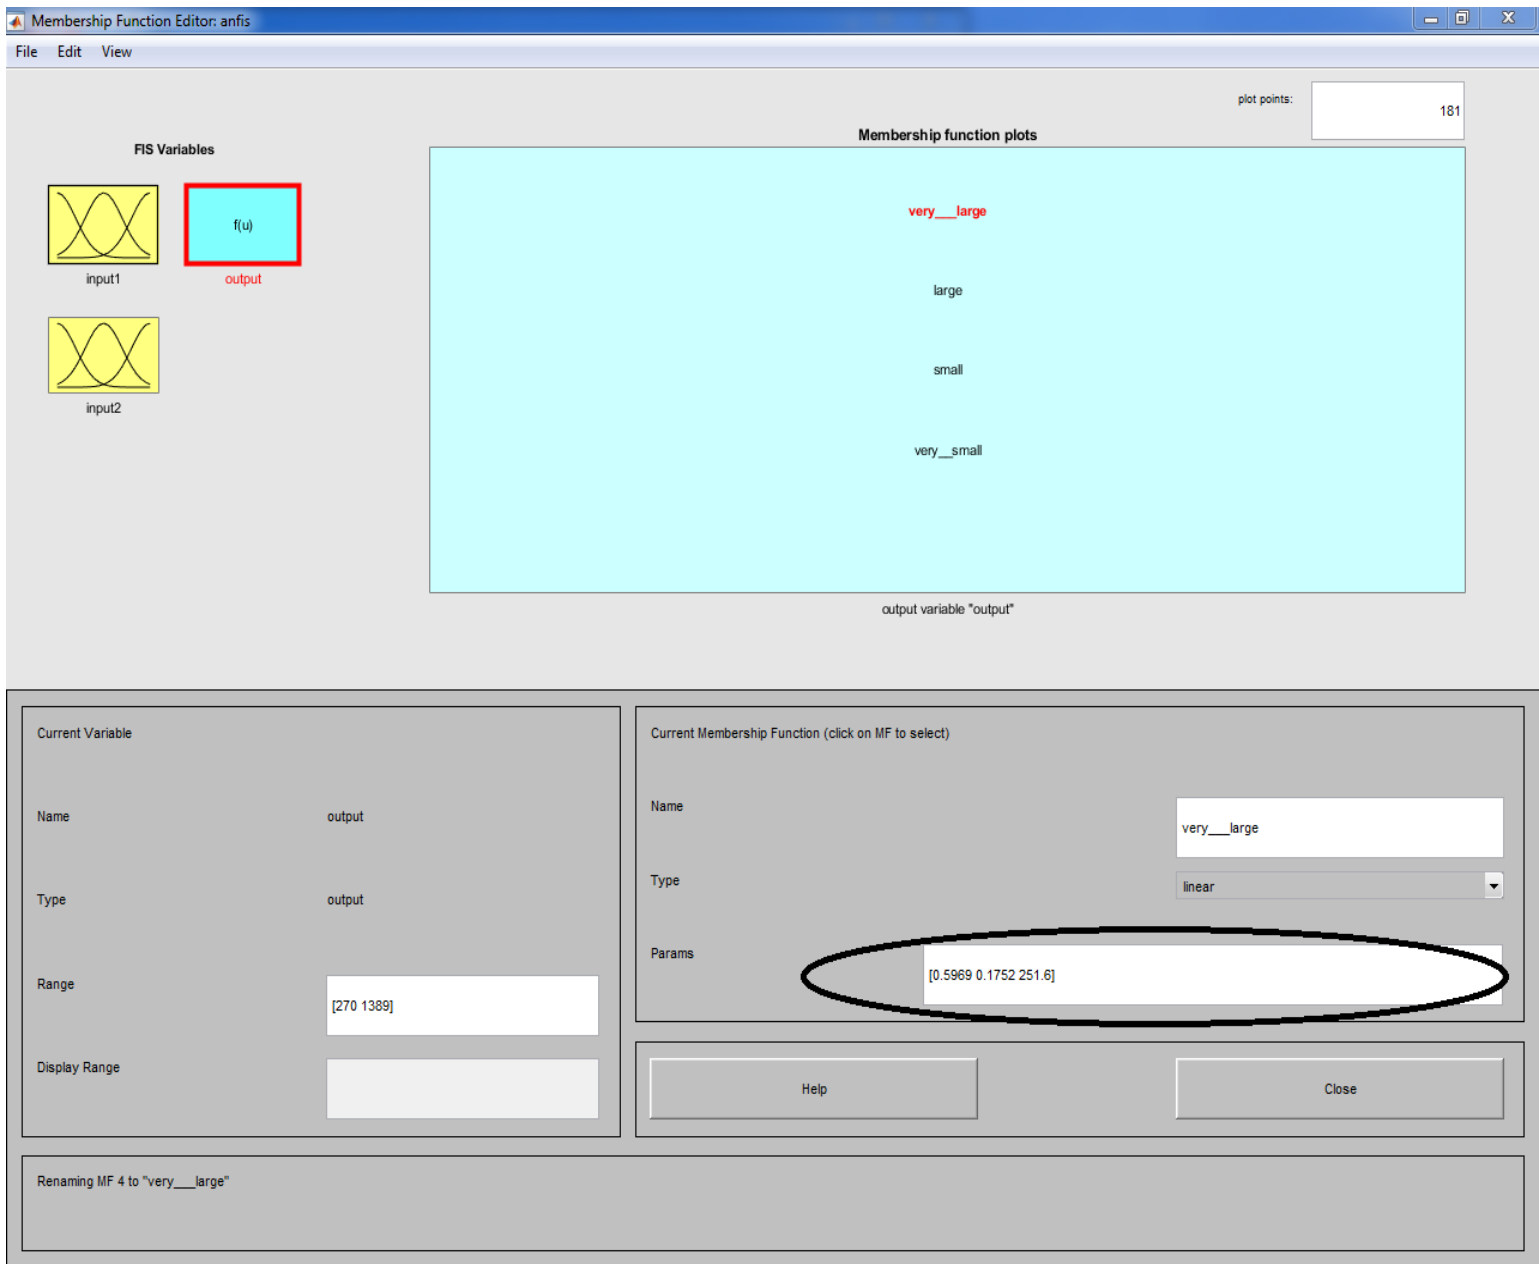 Membership Function Editor: anfis
File Edit View
plot points:
181
FIS Variables
Membership function plots
f(u)
input1
output
input2
very___large
large
small
very__small
output variable "output"
Current Variable
Name output
Type output
Range
[270 1389]
Display Range
Current Membership Function (click on MF to select)
Name
very___large
Type
linear
Params
[0.5969 0.1752 251.6]
Help
Close
Renaming MF 4 to "very___large"